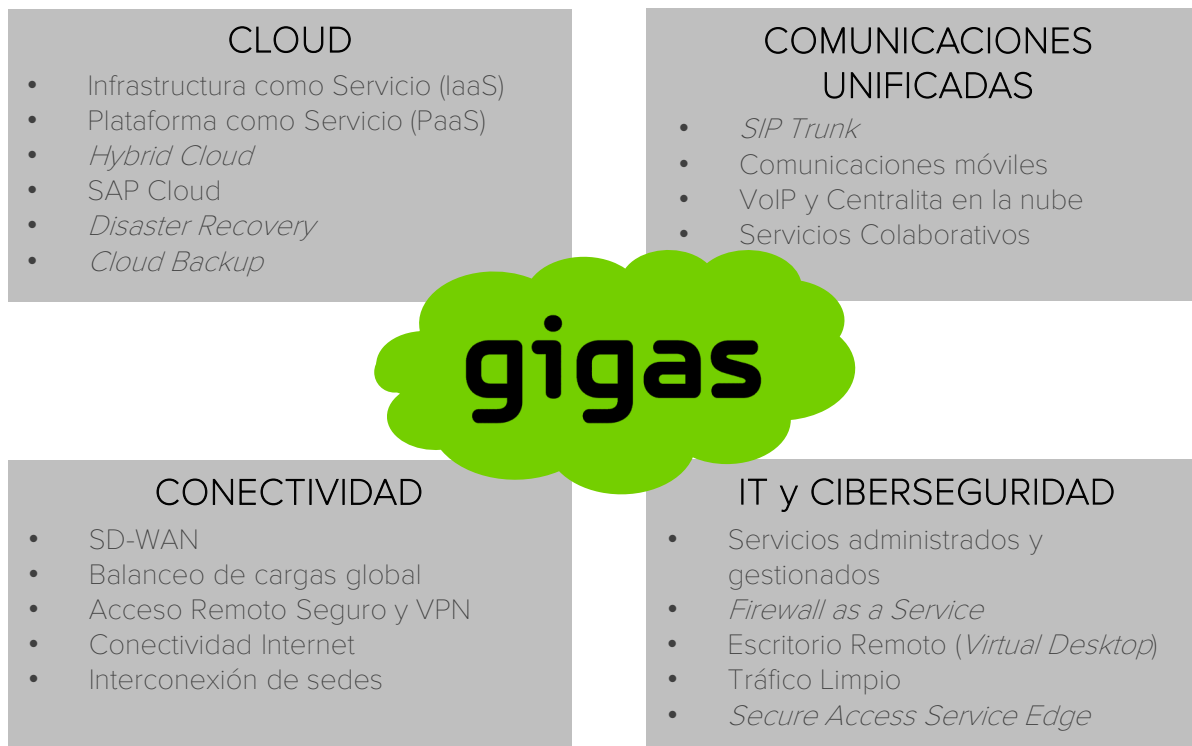 CLOUD
• Infrastructura como Servicio (IaaS)
• Plataforma como Servicio (PaaS)
• Hybrid Cloud
• SAP Cloud
• Disaster Recovery
• Cloud Backup
COMUNICACIONES
UNIFICADAS
• SIP Trunk
• Comunicaciones móviles
• VoIP y Centralita en la nube
• Servicios Colaborativos
gigas
CONECTIVIDAD
• SD-WAN
• Balanceo de cargas global
• Acceso Remoto Seguro y VPN
• Conectividad Internet
• Interconexión de sedes
IT y CIBERSEGURIDAD
• Servicios administrados y
gestionados
• Firewall as a Service
• Escritorio Remoto (Virtual Desktop)
• Tráfico Limpio
• Secure Access Service Edge